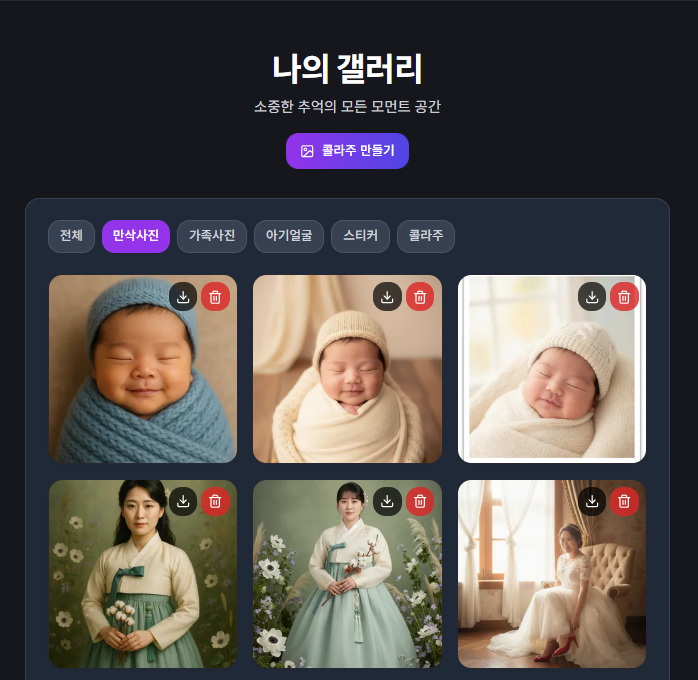 나의 갤러리
소중한 추억의 모든 모먼트 공간
콜라주 만들기
전체 만삭사진 가족사진 아기얼굴 스티커 콜라주